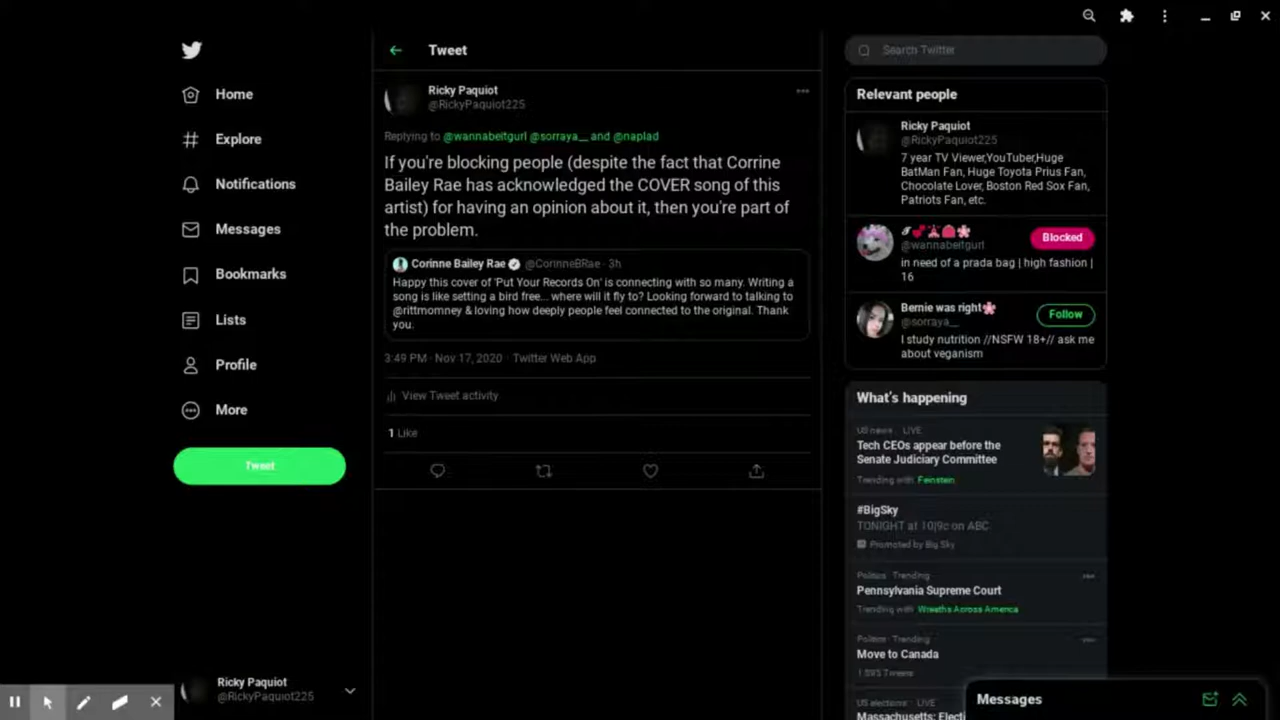 Home
Explore
Notifications
Messages
Bookmarks
Lists
Profile
More
Tweet
Ricky Paquiot
@RickyPaquiot225
Tweet
Ricky Paquiot
@RickyPaquiot225
Replying to @wannabeitgurl @sorraya__ and @naplad
If you're blocking people (despite the fact that Corrine
Bailey Rae has acknowledged the COVER song of this
artist) for having an opinion about it, then you're part of
the problem.
Corinne Bailey Rae @CorinneBRae · 3h
Happy this cover of 'Put Your Records On' is connecting with so many. Writing a
song is like setting a bird free... where will it fly to? Looking forward to talking to
@rittmomney & loving how deeply people feel connected to the original. Thank
you.
3:49 PM · Nov 17, 2020 · Twitter Web App
View Tweet activity
1 Like
Search Twitter
Relevant people
Ricky Paquiot
@RickyPaquiot225
7 year TV Viewer,YouTuber,Huge
BatMan Fan, Huge Toyota Prius Fan,
Chocolate Lover, Boston Red Sox Fan,
Patriots Fan, etc.
@wannabeitgurl
Blocked
in need of a prada bag | high fashion |
16
Bernie was right🌸
@sorraya__
Follow
I study nutrition //NSFW 18+// ask me
about veganism
What's happening
US news · LIVE
Tech CEOs appear before the
Senate Judiciary Committee
Trending with Feinstein
#BigSky
TONIGHT at 10|9c on ABC
Promoted by Big Sky
Politics · Trending
Pennsylvania Supreme Court
Trending with Wreaths Across America
Politics · Trending
Move to Canada
1,595 Tweets
US elections · LIVE
Messages